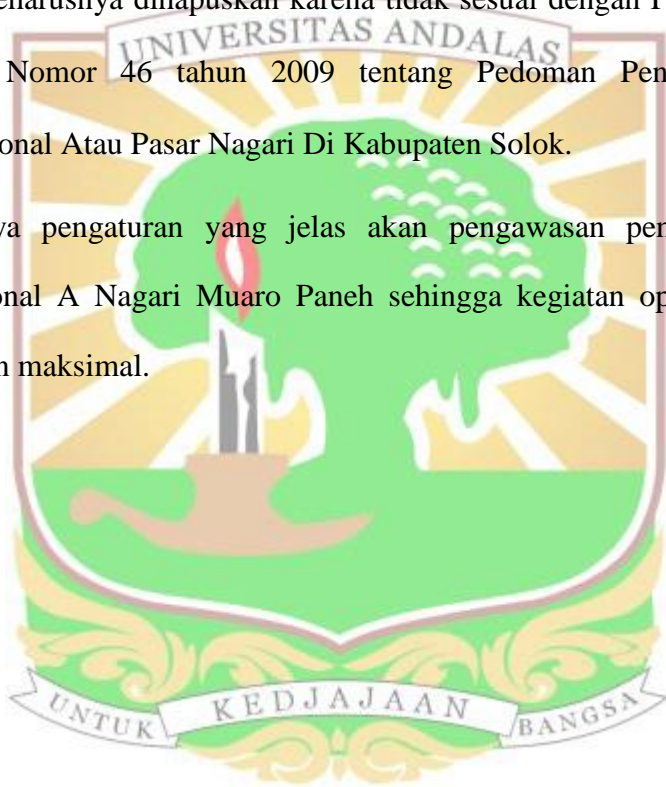 harusnya dihapuskan karena tidak sesuai dengan
UNIVERSITAS ANDALAS
Nomor 46 tahun 2009 tentang Pedoman Pen
onal Atau Pasar Nagari Di Kabupaten Solok.
ya pengaturan yang jelas akan pengawasan pen
onal A Nagari Muaro Paneh sehingga kegiatan op
n maksimal.
UNTUK KEDJAJAAN BANGSA